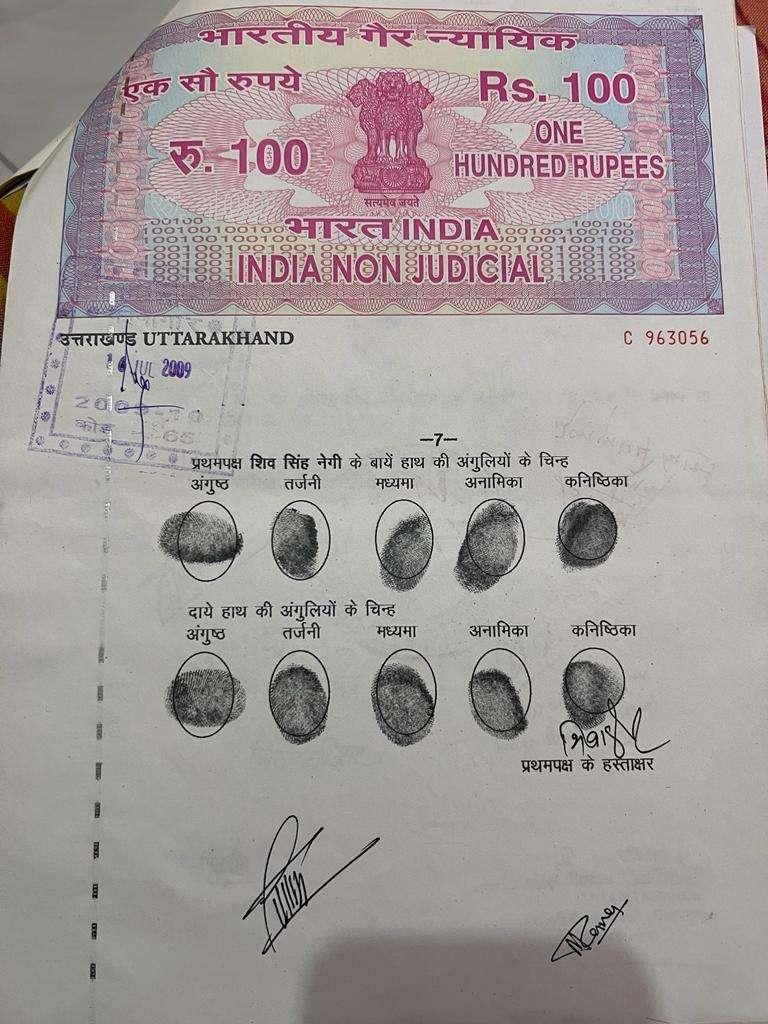 भारतीय गैर न्यायिक
एक सौ रुपये
Rs. 100
रु. 100
ONE
HUNDRED RUPEES
सत्यमेव जयते
भारत INDIA
INDIA NON JUDICIAL
उत्तराखण्ड UTTARAKHAND
C 963056
JUL 2009
कोड
65
—7—
प्रथमपक्ष शिव सिंह नेगी के बायें हाथ की अंगुलियों के चिन्ह
अंगुष्ठ तर्जनी मध्यमा अनामिका कनिष्ठिका
दाये हाथ की अंगुलियों के चिन्ह
अंगुष्ठ तर्जनी मध्यमा अनामिका कनिष्ठिका
प्रथमपक्ष के हस्ताक्षर